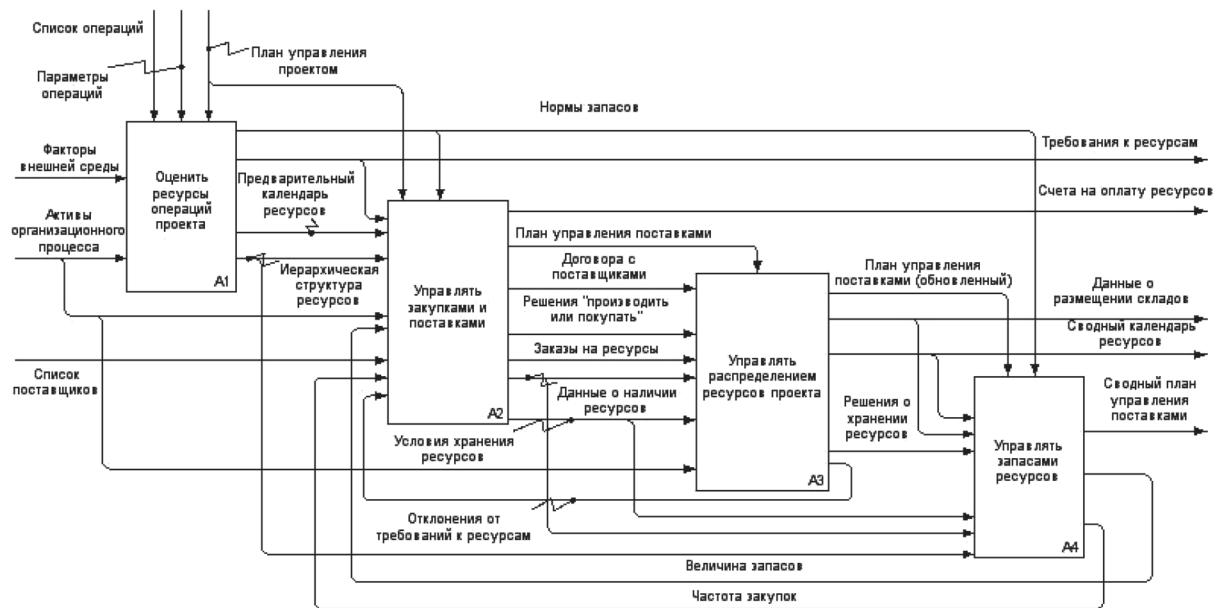 Список операций
План управления
проектом
Параметры
операций
Нормы запасов
Факторы
внешней среды
Требования к ресурсам
Оценить
ресурсы
операций
проекта
A1
Предварительный
календарь
ресурсов
Счета на оплату ресурсов
Активы
организационного
процесса
План управления поставками
Иерархическая
структура
ресурсов
Договора с
поставщиками
План управления
поставками (обновленный)
Данные о
размещении складов
Управлять
закупками и
поставками
A2
Решения "производить
или покупать"
Сводный календарь
ресурсов
Заказы на ресурсы
Управлять
распределением
ресурсов проекта
A3
Список
поставщиков
Данные о наличии
ресурсов
Решения о
хранении
ресурсов
Сводный план
управления
поставками
Условия хранения
ресурсов
Управлять
запасами
ресурсов
A4
Отклонения от
требований к ресурсам
Величина запасов
Частота закупок